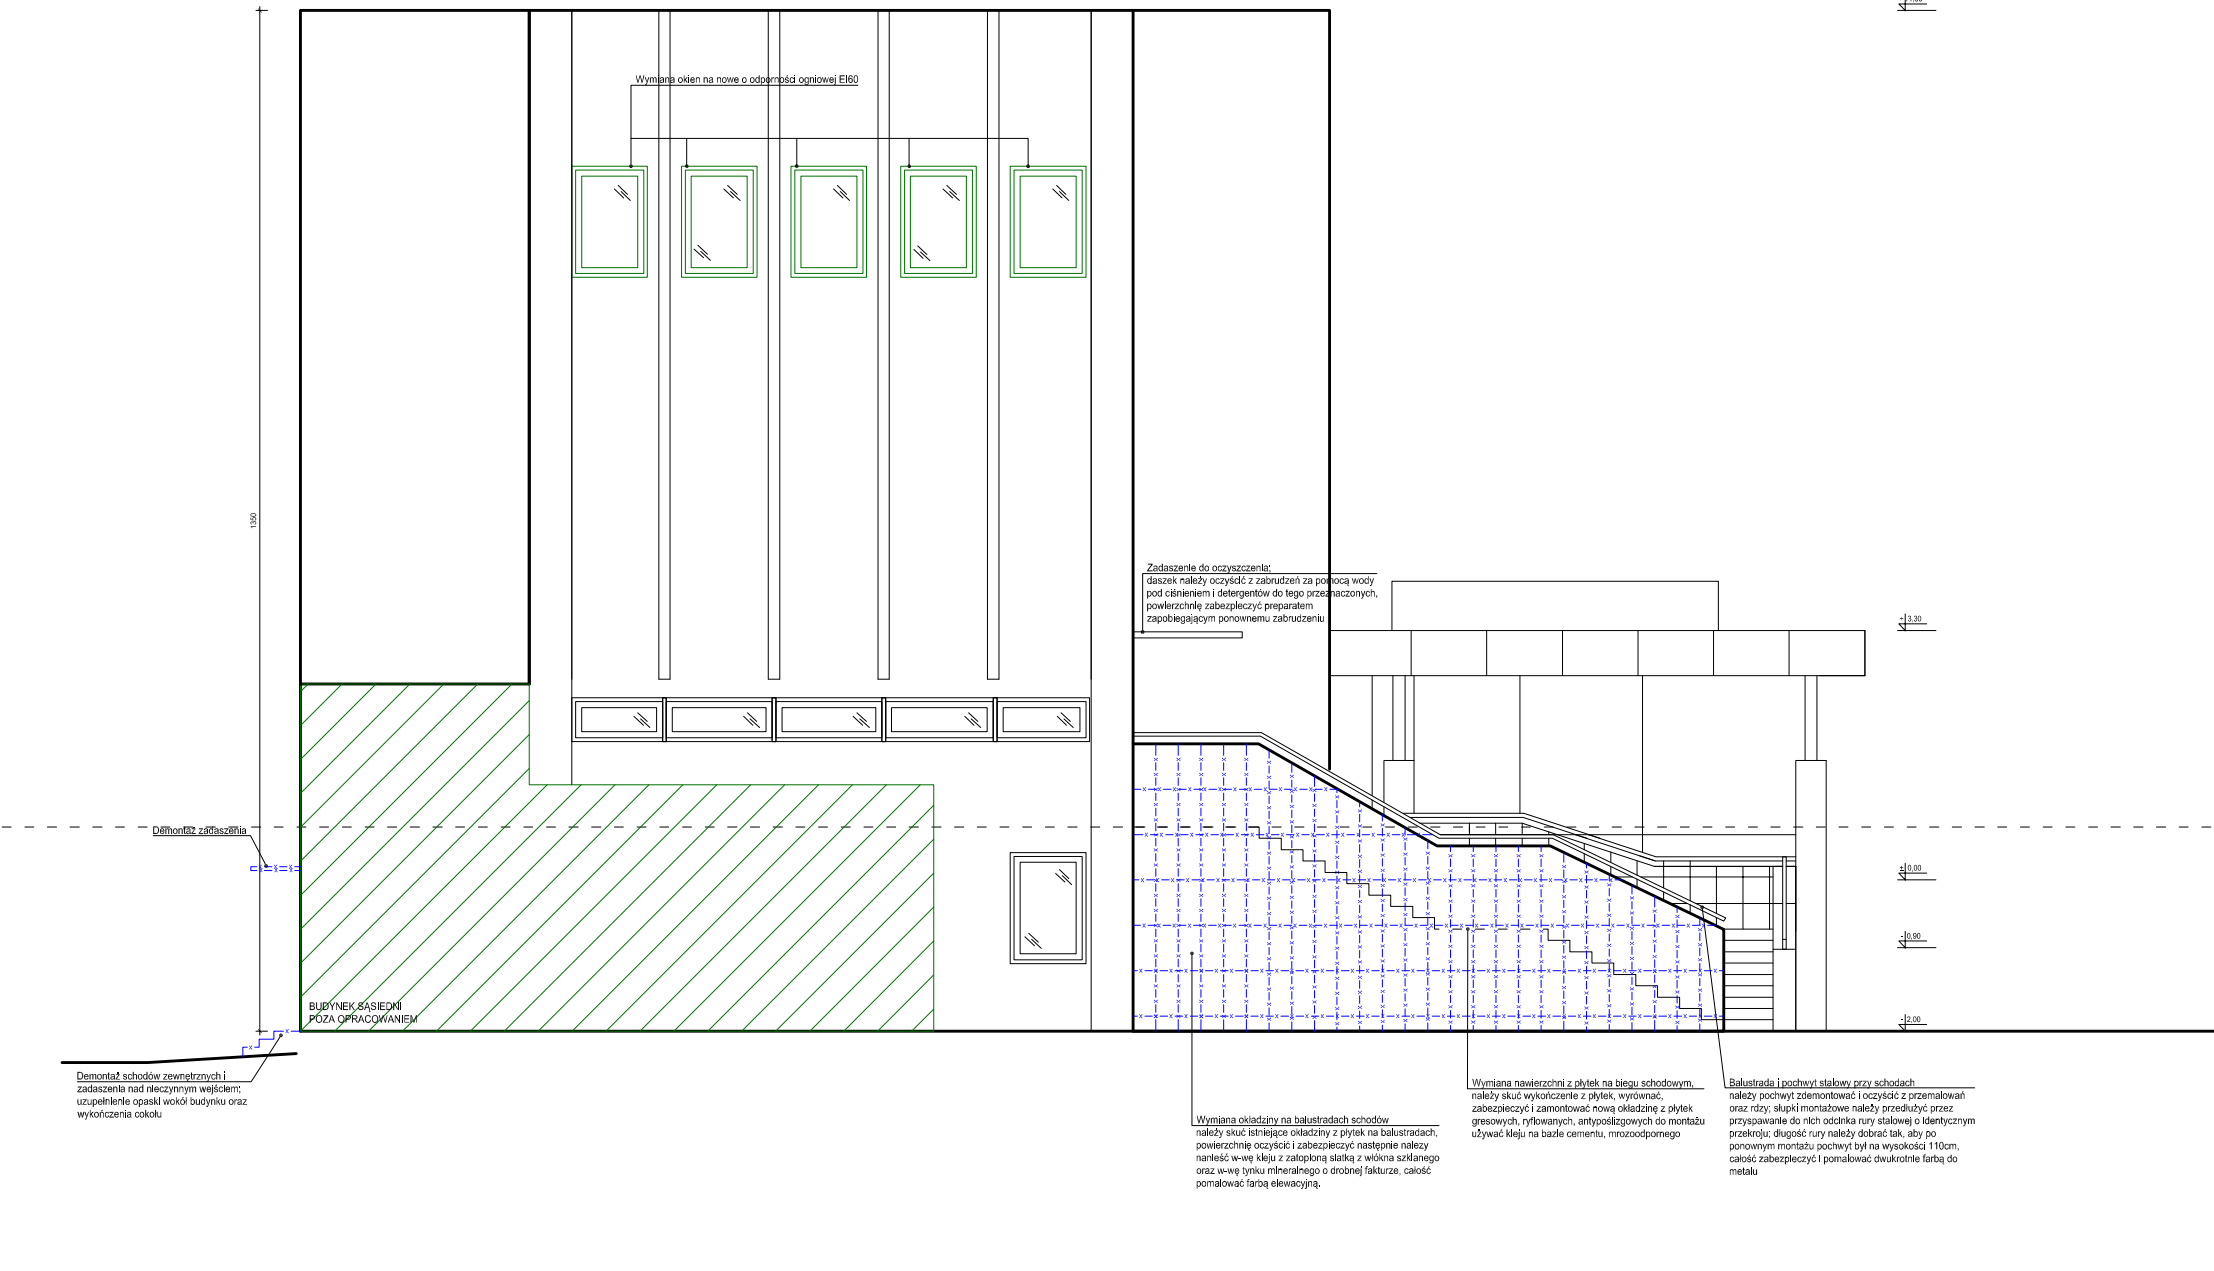 Wymiana okien na nowe o odporności ogniowej EI60
1350
Zadaszenie do oczyszczenia;
daszek należy oczyścić z zabrudzeń za pomocą wody
pod ciśnieniem i detergentów do tego przeznaczonych,
powierzchnię zabezpieczyć preparatem
zapobiegającym ponownemu zabrudzeniu
+ 3,30
Demontaż zadaszenia
± 0,00
- 0,90
- 2,00
BUDYNEK SĄSIEDNI
POZA OPRACOWANIEM
Demontaż schodów zewnętrznych i
zadaszenia nad nieczynnym wejściem;
uzupełnienie opaski wokół budynku oraz
wykończenia cokołu
Wymiana okładziny na balustradach schodów
należy skuć istniejące okładziny z płytek na balustradach,
powierzchnię oczyścić i zabezpieczyć następnie nalezy
nanieść w-wę kleju z zatopioną siatką z włókna szklanego
oraz w-wę tynku mineralnego o drobnej fakturze, całość
pomalować farbą elewacyjną.
Wymiana nawierzchni z płytek na biegu schodowym,
należy skuć wykończenie z płytek, wyrównać,
zabezpieczyć i zamontować nową okładzinę z płytek
gresowych, ryflowanych, antypoślizgowych do montażu
używać kleju na bazie cementu, mrozoodpornego
Balustrada i pochwyt stalowy przy schodach
należy pochwyt zdemontować i oczyścić z przemalowań
oraz rdzy; słupki montażowe należy przedłużyć przez
przyspawanie do nich odcinka rury stalowej o identycznym
przekroju; długość rury należy dobrać tak, aby po
ponownym montażu pochwyt był na wysokości 110cm,
całość zabezpieczyć i pomalować dwukrotnie farbą do
metalu